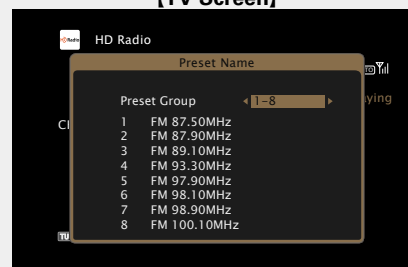 【TV Screen】
HD Radio
HD Radio
Preset Name
Preset Group 1-8
1 FM 87.50MHz
2 FM 87.90MHz
3 FM 89.10MHz
4 FM 93.30MHz
5 FM 97.90MHz
6 FM 98.10MHz
7 FM 98.90MHz
8 FM 100.10MHz